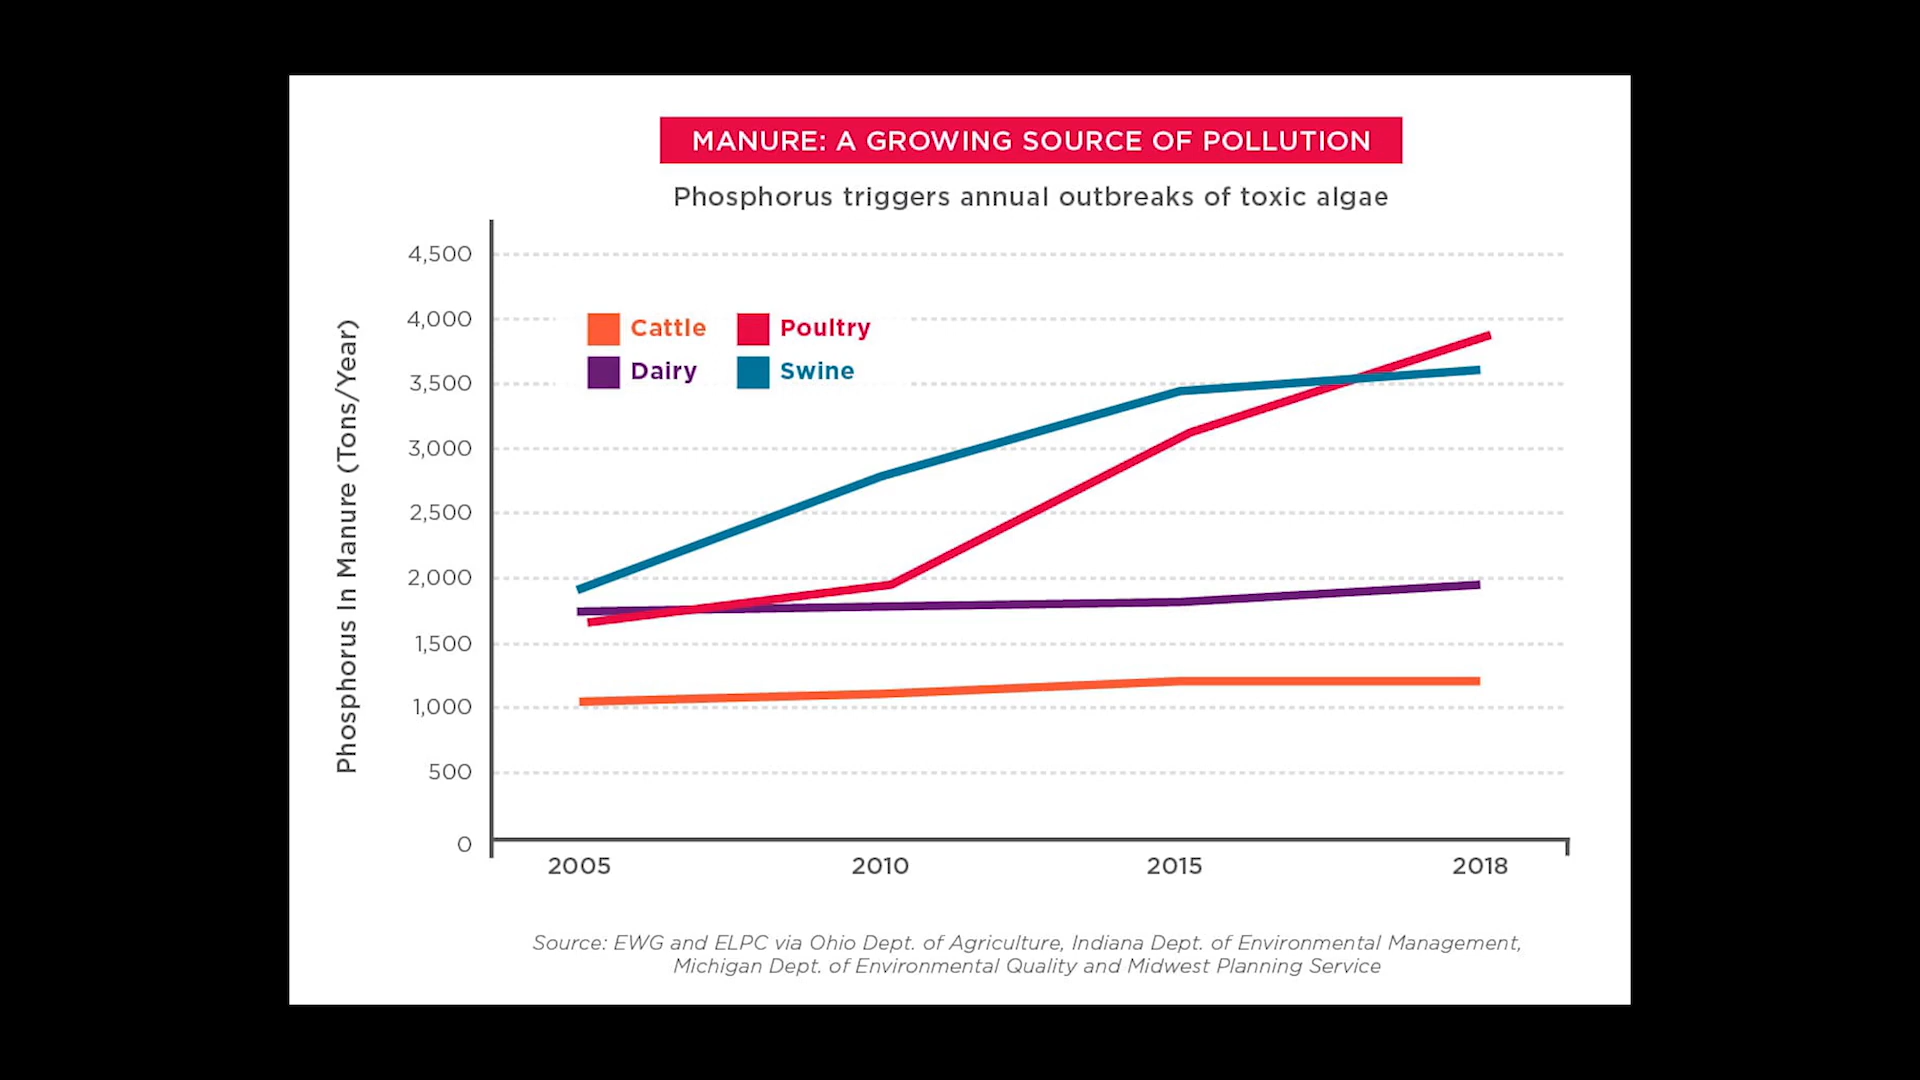 MANURE: A GROWING SOURCE OF POLLUTION
Phosphorus triggers annual outbreaks of toxic algae
Phosphorus In Manure (Tons/Year)
4,500
4,000
3,500
3,000
2,500
2,000
1,500
1,000
500
0
Cattle
Poultry
Dairy
Swine
2005
2010
2015
2018
Source: EWG and ELPC via Ohio Dept. of Agriculture, Indiana Dept. of Environmental Management,
Michigan Dept. of Environmental Quality and Midwest Planning Service